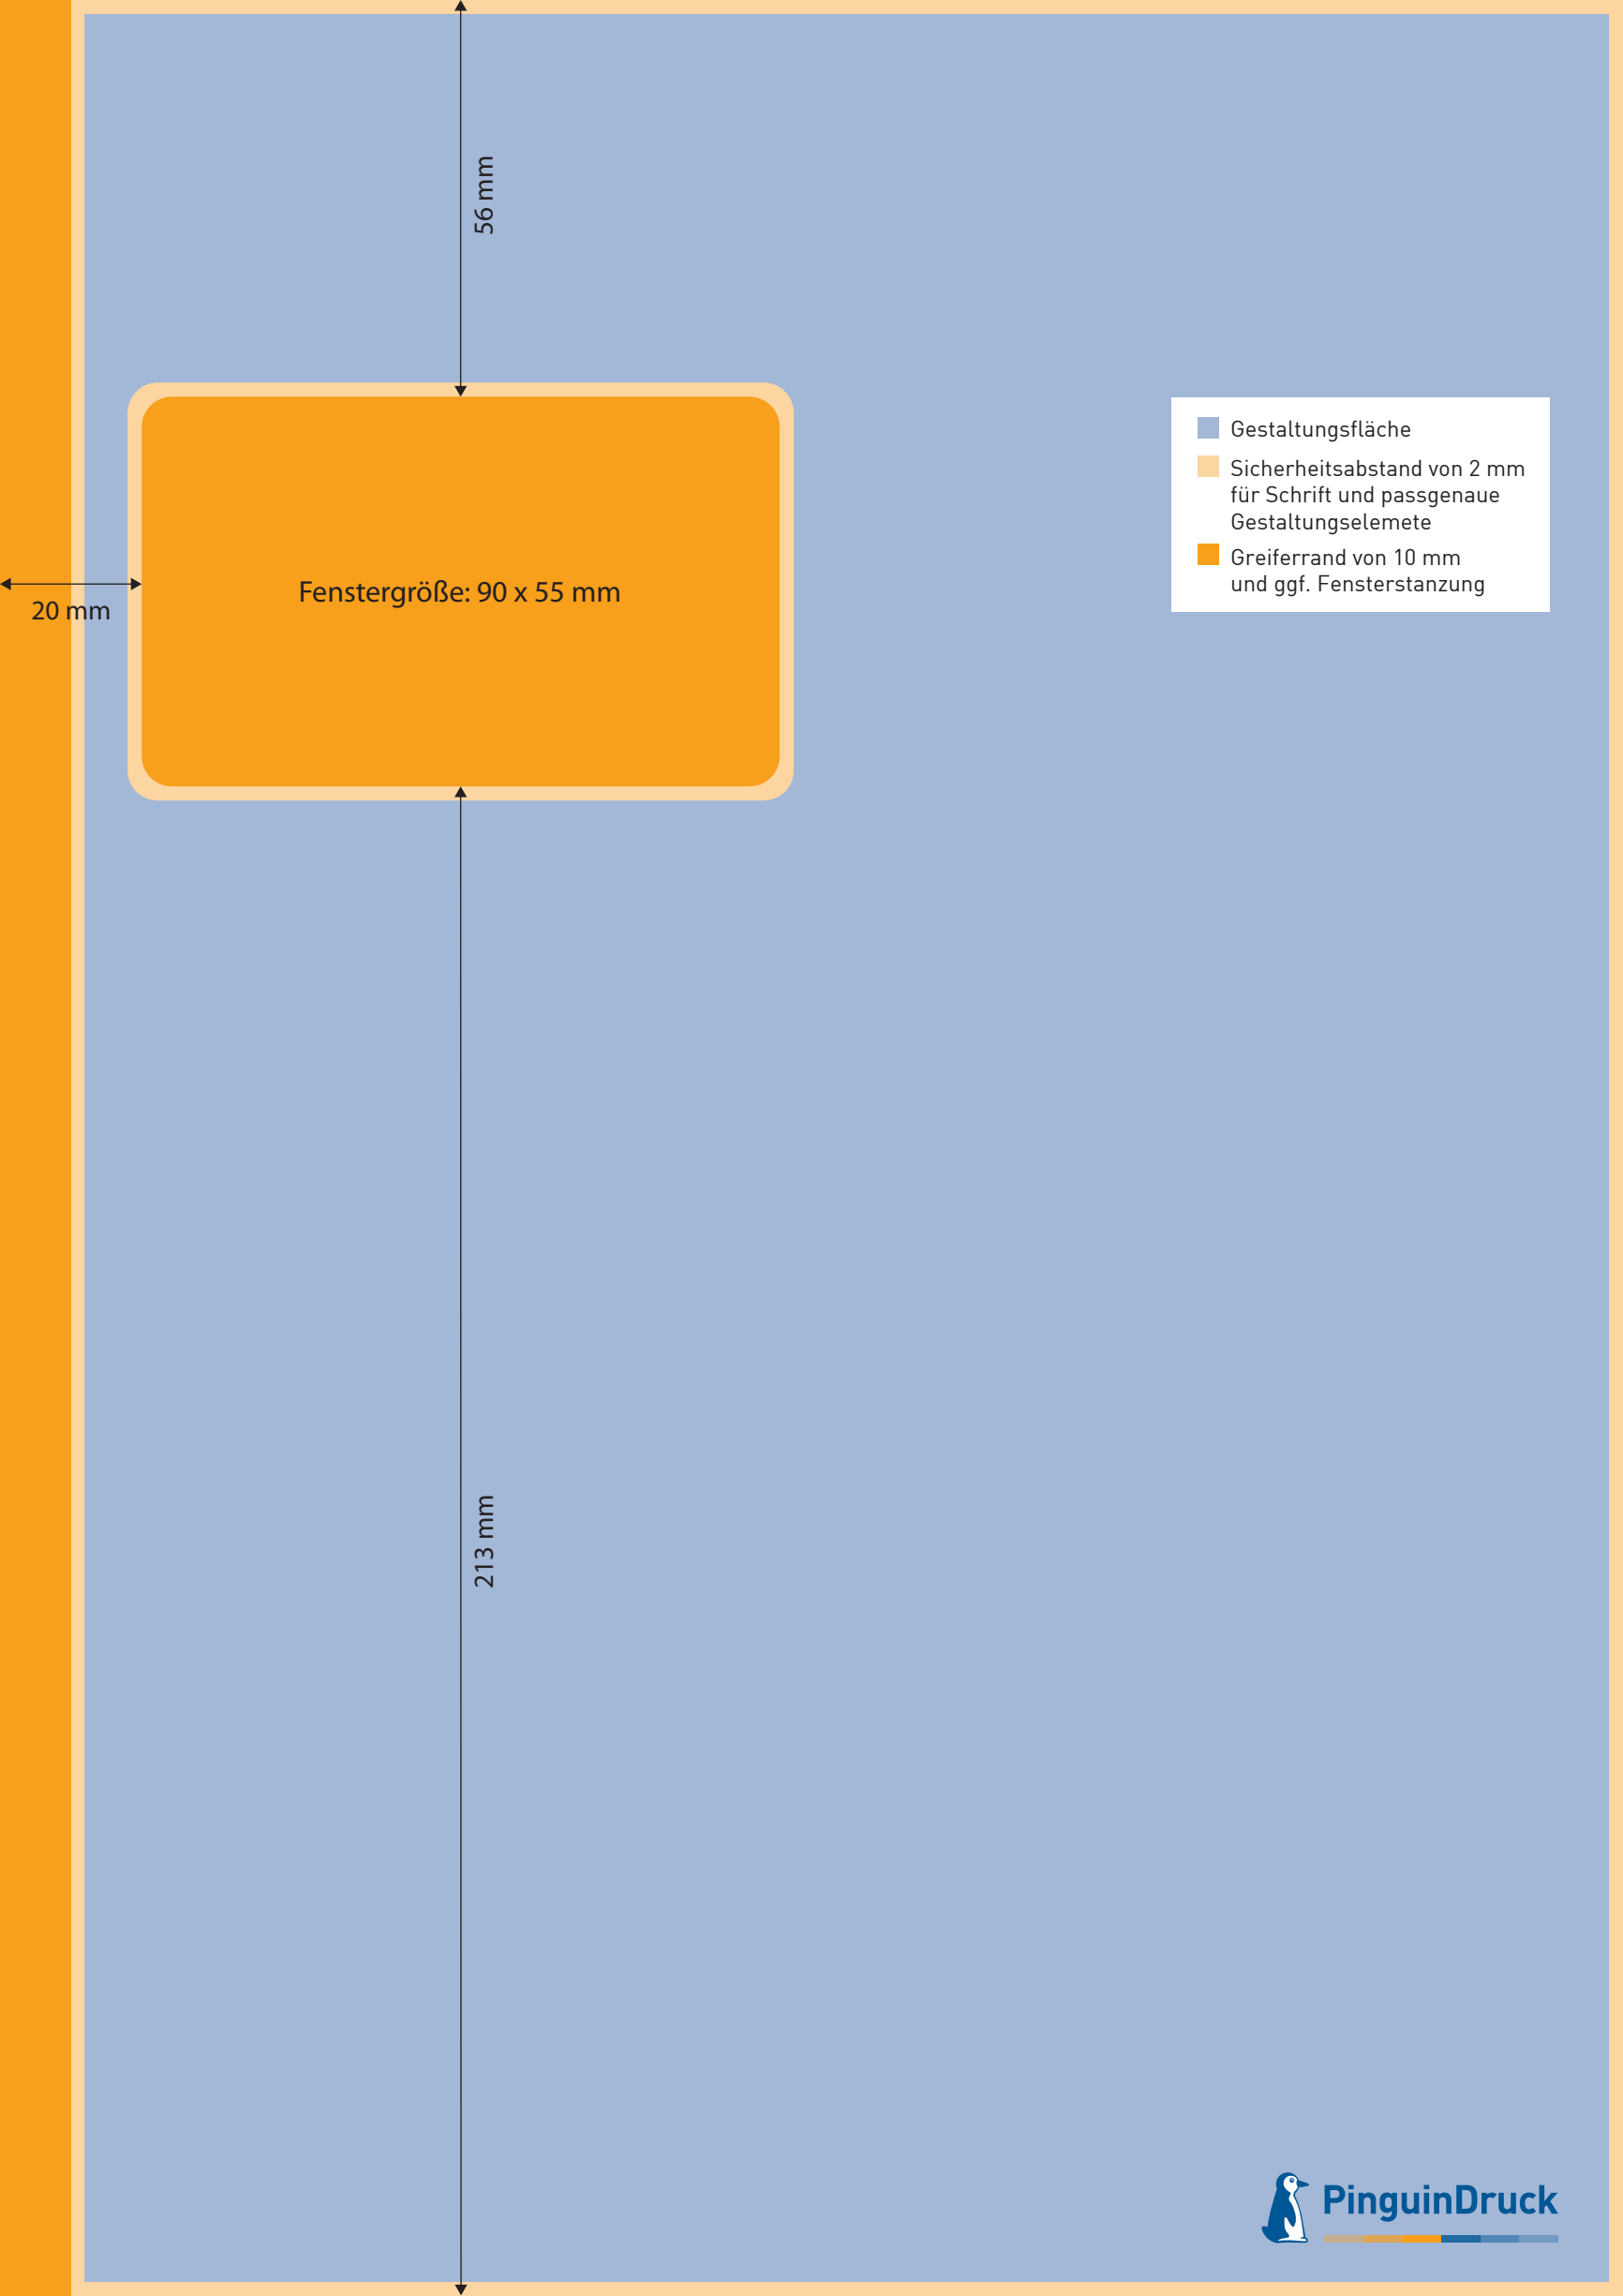 56 mm
Gestaltungsfläche
Sicherheitsabstand von 2 mm
für Schrift und passgenaue
Gestaltungselemete
Greiferrand von 10 mm
und ggf. Fensterstanzung
Fenstergröße: 90 x 55 mm
20 mm
213 mm
PinguinDruck